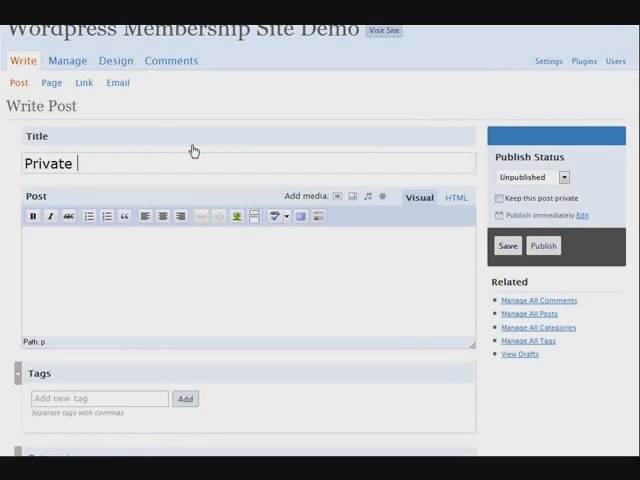 Wordpress Membership Site Demo Visit Site
Write Manage Design Comments Settings Plugins Users
Post Page Link Email
Write Post
Title
Private
Publish Status
Unpublished
Keep this post private
Publish immediately Edit
Save Publish
Post Add media: Visual HTML
B I ABC
Path: p
Related
Manage All Comments
Manage All Posts
Manage All Categories
Manage All Tags
View Drafts
Tags
Add new tag Add
Separate tags with commas